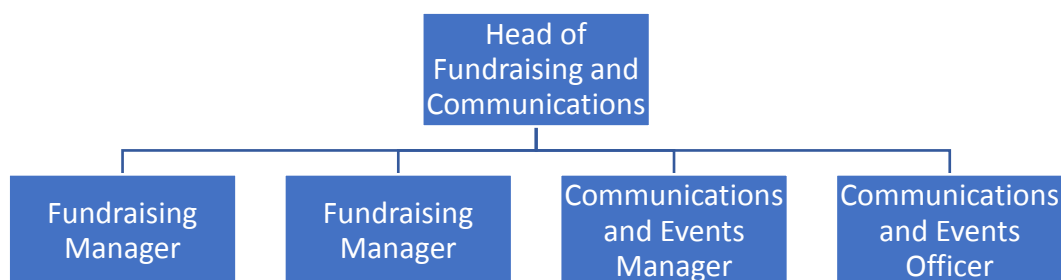 Head of
Fundraising and
Communications
Fundraising
Manager
Fundraising
Manager
Communications
and Events
Manager
Communications
and Events
Officer